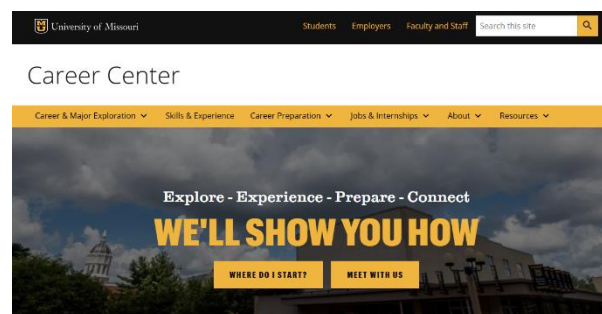 University of Missouri
Students Employers Faculty and Staff Search this site
Career Center
Career & Major Exploration Skills & Experience Career Preparation Jobs & Internships About Resources
Explore - Experience - Prepare - Connect
WE'LL SHOW YOU HOW
WHERE DO I START? MEET WITH US